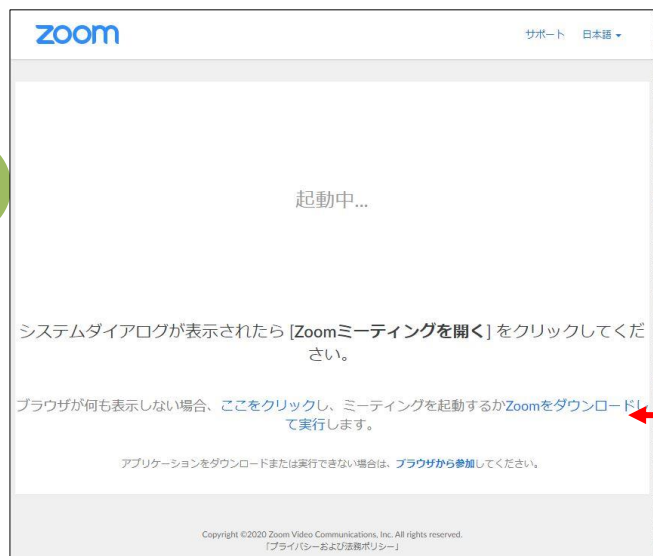 zoom
サポート 日本語
起動中...
システムダイアログが表示されたら [Zoomミーティングを開く] をクリックしてくだ
さい。
ブラウザが何も表示しない場合、ここをクリックし、ミーティングを起動するかZoomをダウンロードし
て実行します。
アプリケーションをダウンロードまたは実行できない場合は、ブラウザから参加してください。
Copyright ©2020 Zoom Video Communications, Inc. All rights reserved.
「プライバシーおよび法務ポリシー」